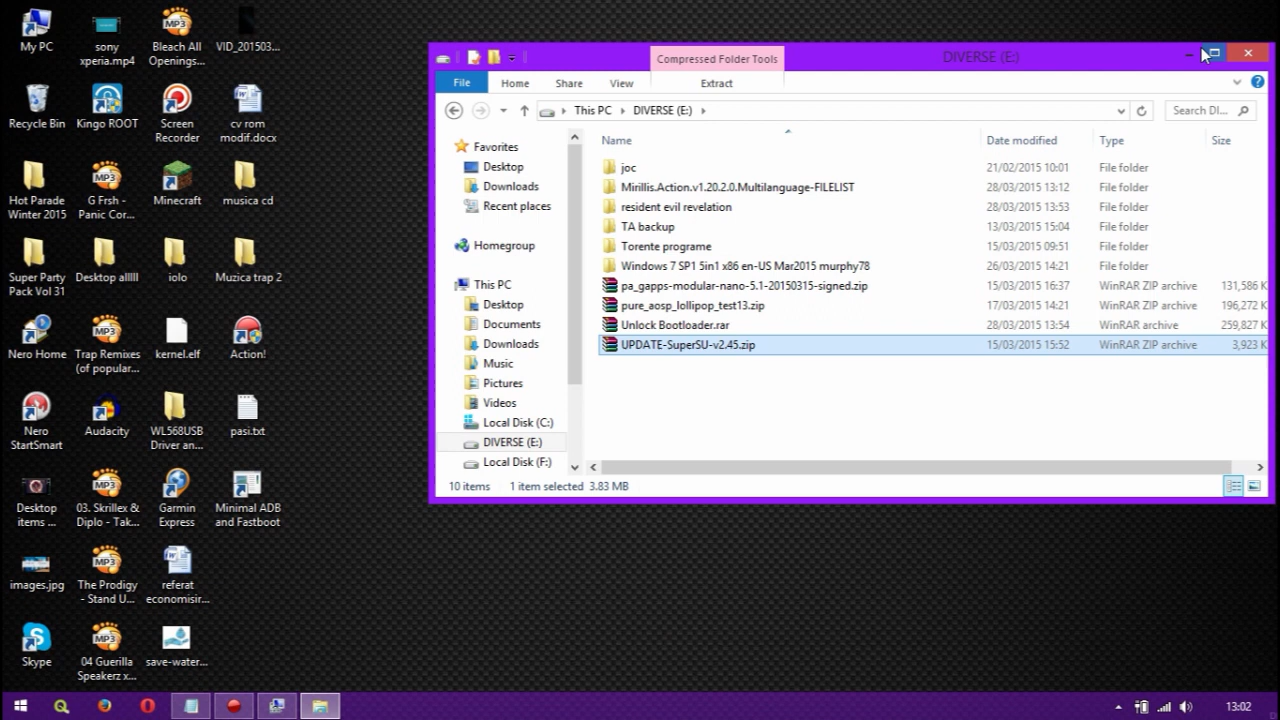 My PC
sony
xperia.mp4
Bleach All
Openings...
VID_201503...
Recycle Bin
Kingo ROOT
Screen
Recorder
cv rom
modif.docx
Hot Parade
Winter 2015
G Frsh -
Panic Cor...
Minecraft
musica cd
Super Party
Pack Vol 31
Desktop alllll
iolo
Muzica trap 2
Nero Home
Trap Remixes
(of popular...
kernel.elf
Action!
Nero
StartSmart
Audacity
WL568USB
Driver an...
pasi.txt
Desktop
items ...
03. Skrillex &
Diplo - Tak...
Garmin
Express
Minimal ADB
and Fastboot
images.jpg
The Prodigy
- Stand U...
referat
economisir...
Skype
04 Guerilla
Speakerz x...
save-water...
Compressed Folder Tools
DIVERSE (E:)
File
Home
Share
View
Extract
This PC
DIVERSE (E:)
Search DI...
Favorites
Desktop
Downloads
Recent places
Homegroup
This PC
Desktop
Documents
Downloads
Music
Pictures
Videos
Local Disk (C:)
DIVERSE (E:)
Local Disk (F:)
Name Date modified Type Size
joc 21/02/2015 10:01 File folder
Mirillis.Action.v1.20.2.0.Multilanguage-FILELIST 28/03/2015 13:12 File folder
resident evil revelation 28/03/2015 13:53 File folder
TA backup 13/03/2015 15:04 File folder
Torente programe 15/03/2015 09:51 File folder
Windows 7 SP1 5in1 x86 en-US Mar2015 murphy78 26/03/2015 14:21 File folder
pa_gapps-modular-nano-5.1-20150315-signed.zip 15/03/2015 16:37 WinRAR ZIP archive 131,586 K
pure_aosp_lollipop_test13.zip 17/03/2015 14:21 WinRAR ZIP archive 196,272 K
Unlock Bootloader.rar 28/03/2015 13:54 WinRAR archive 259,827 K
UPDATE-SuperSU-v2.45.zip 15/03/2015 15:52 WinRAR ZIP archive 3,923 K
10 items 1 item selected 3.83 MB
13:02